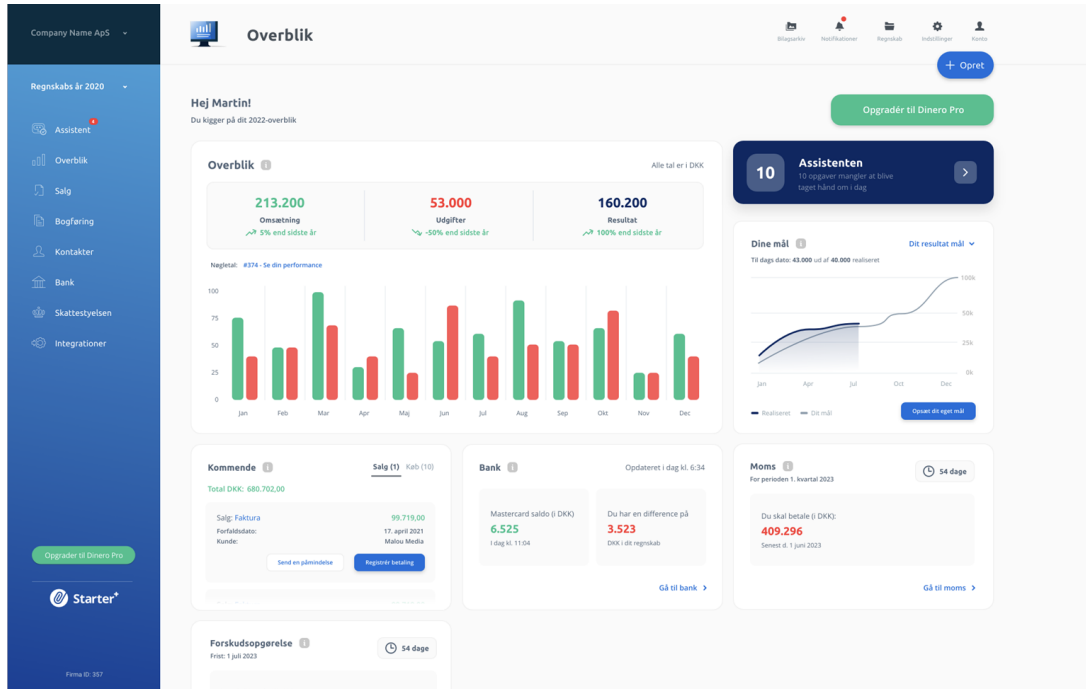 Company Name ApS
Regnskabs år 2020
Assistent
Overblik
Salg
Bogføring
Kontakter
Bank
Skattestyelsen
Integrationer
Opgrader til Dinero Pro
Starter+
Firma ID: 357
Overblik
Bilagsarkiv
Notifikationer
Regnskab
Indstillinger
Konto
+ Opret
Hej Martin!
Du kigger på dit 2022-overblik
Opgradér til Dinero Pro
Overblik
Alle tal er i DKK
213.200
Omsætning
5% end sidste år
53.000
Udgifter
-50% end sidste år
160.200
Resultat
100% end sidste år
Nøgletal: #374 - Se din performance
100
75
50
25
0
Jan Feb Mar Apr Maj Jun Jul Aug Sep Okt Nov Dec
10
Assistenten
10 opgaver mangler at blive
taget hånd om i dag
Dine mål
Dit resultat mål
Til dags dato: 43.000 ud af 40.000 realiseret
100k
50k
25k
0k
Jan Apr Jul Oct Dec
Realiseret
Dit mål
Opsæt dit eget mål
Kommende
Salg (1) Køb (10)
Total DKK: 680.702,00
Salg: Faktura 99.719,00
Forfaldsdato: 17. april 2021
Kunde: Malou Media
Send en påmindelse
Registrér betaling
Bank
Opdateret i dag kl. 6:34
Mastercard saldo (i DKK)
6.525
I dag kl. 11:04
Du har en difference på
3.523
DKK i dit regnskab
Gå til bank
Moms
For perioden 1. kvartal 2023
54 dage
Du skal betale (i DKK):
409.296
Senest d. 1 juni 2023
Gå til moms
Forskudsopgørelse
Frist: 1 juli 2023
54 dage